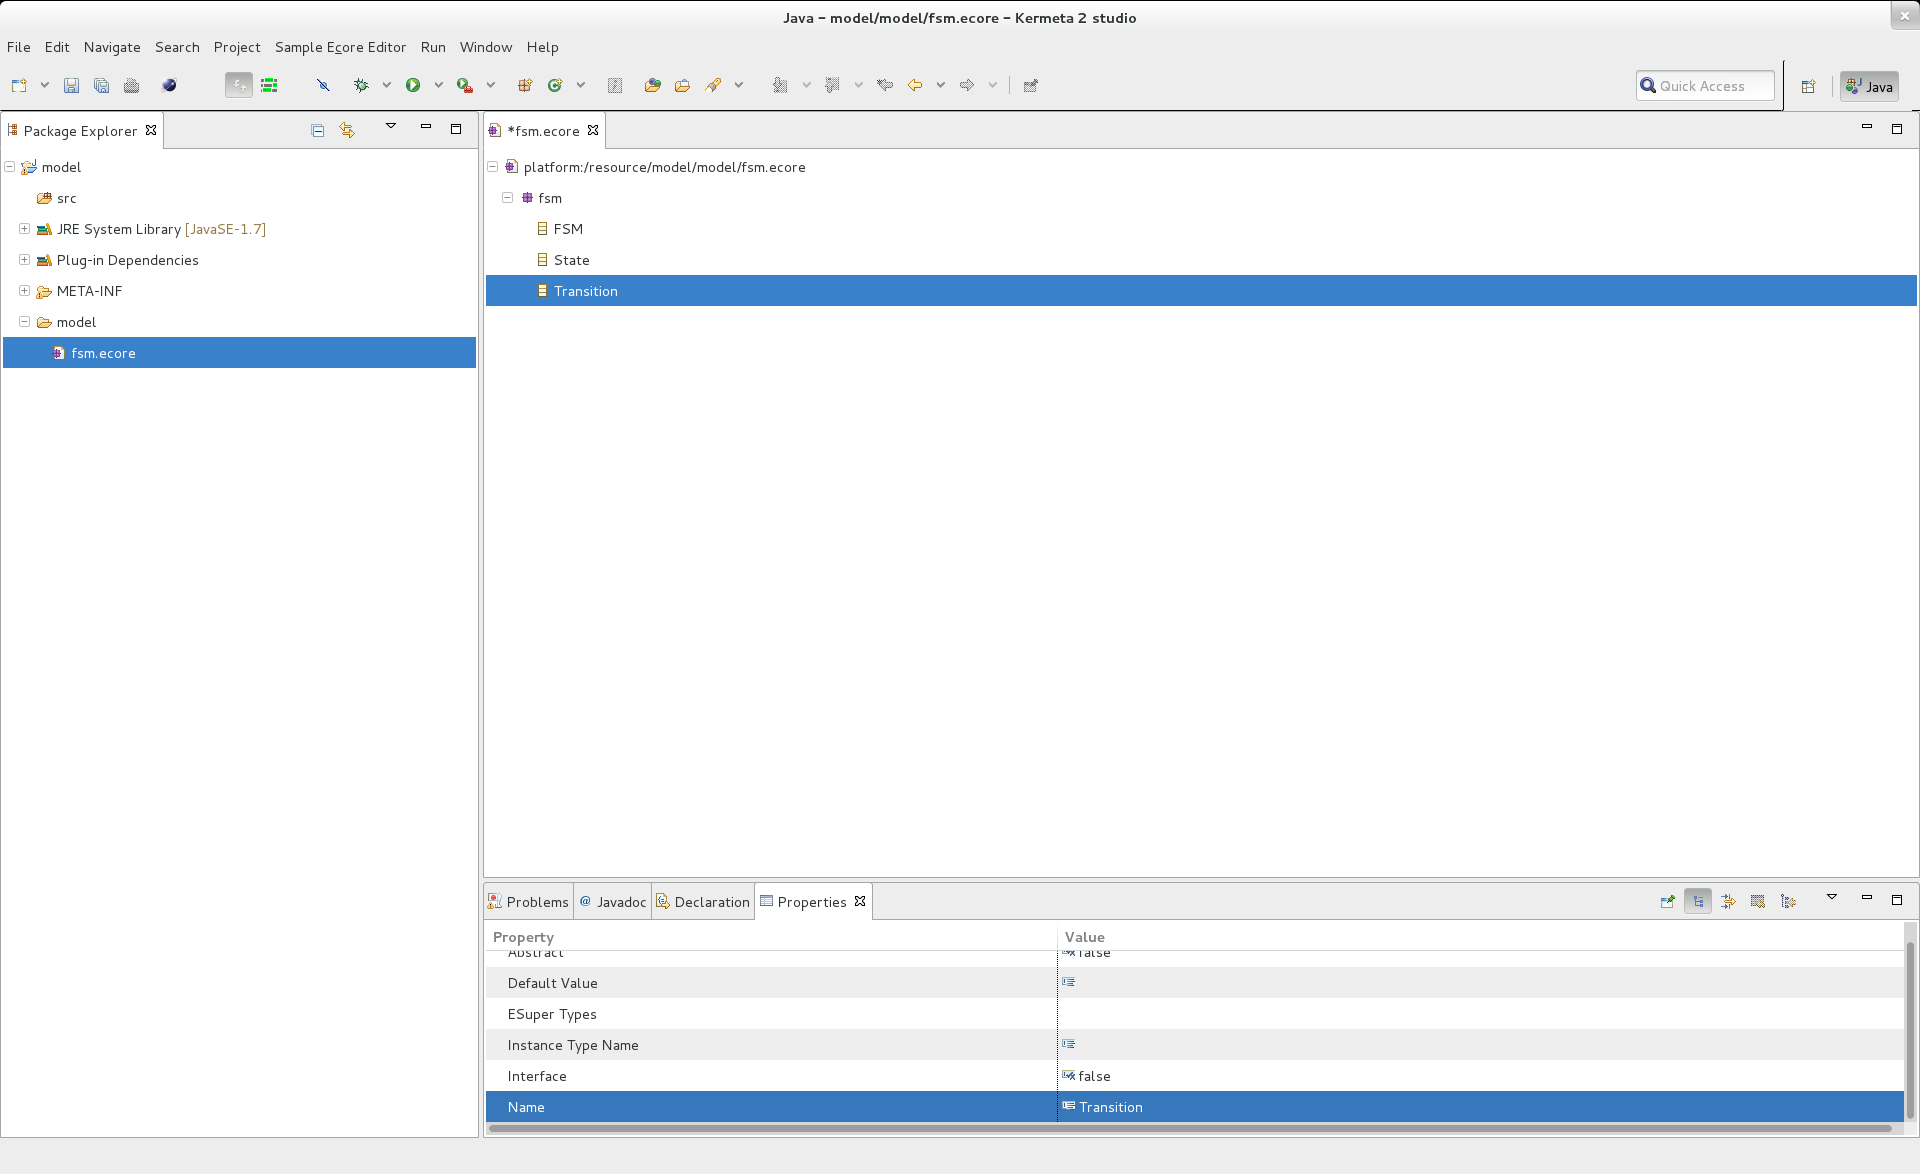 Java – model/model/fsm.ecore – Kermeta 2 studio
File Edit Navigate Search Project Sample Ecore Editor Run Window Help
Quick Access
Java
Package Explorer
model
src
JRE System Library [JavaSE-1.7]
Plug-in Dependencies
META-INF
model
fsm.ecore
*fsm.ecore
platform:/resource/model/model/fsm.ecore
fsm
FSM
State
Transition
Problems @ Javadoc Declaration Properties
Property Value
Abstract false
Default Value
ESuper Types
Instance Type Name
Interface false
Name Transition